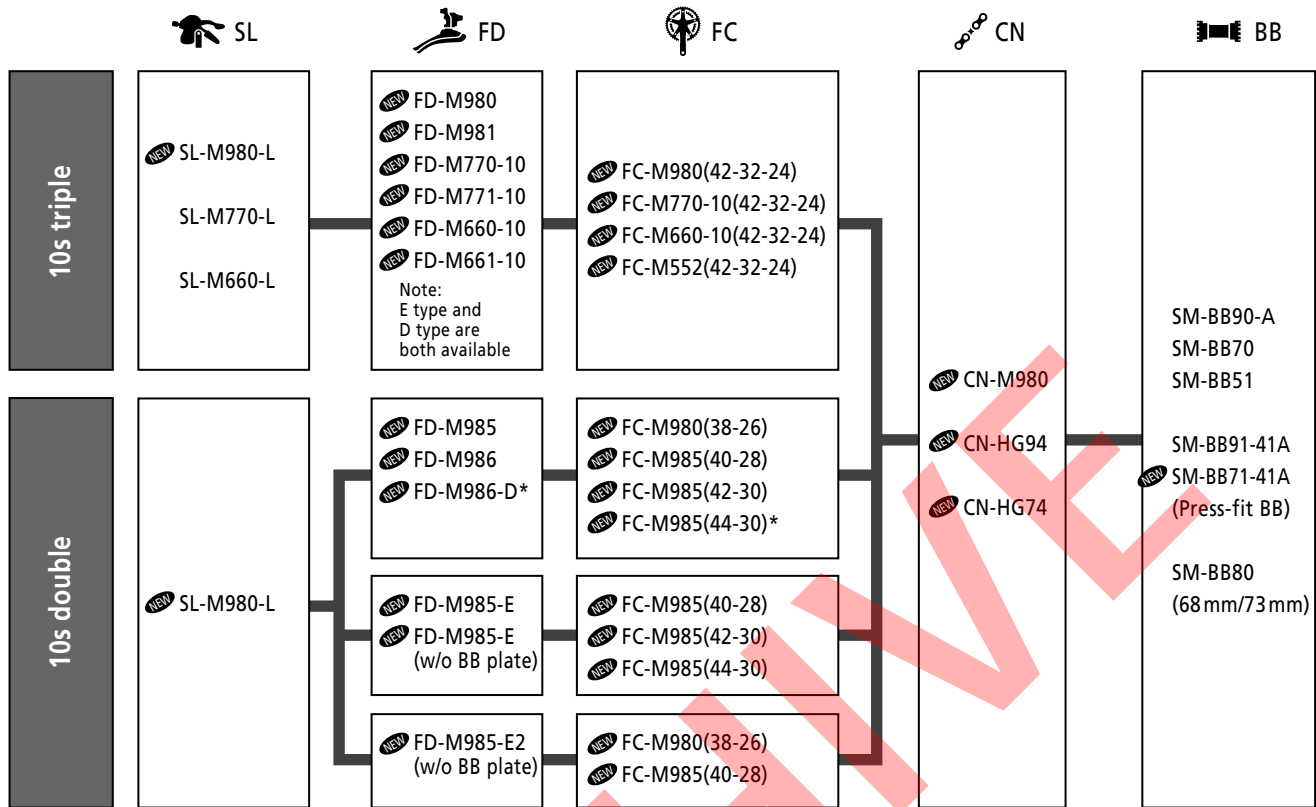 SL
FD
FC
CN
BB
10s triple
NEW SL-M980-L
SL-M770-L
SL-M660-L
NEW FD-M980
NEW FD-M981
NEW FD-M770-10
NEW FD-M771-10
NEW FD-M660-10
NEW FD-M661-10
Note:
E type and
D type are
both available
NEW FC-M980(42-32-24)
NEW FC-M770-10(42-32-24)
NEW FC-M660-10(42-32-24)
NEW FC-M552(42-32-24)
10s double
NEW SL-M980-L
NEW FD-M985
NEW FD-M986
NEW FD-M986-D*
NEW FC-M980(38-26)
NEW FC-M985(40-28)
NEW FC-M985(42-30)
NEW FC-M985(44-30)*
NEW FD-M985-E
NEW FD-M985-E
(w/o BB plate)
NEW FC-M985(40-28)
NEW FC-M985(42-30)
NEW FC-M985(44-30)
NEW FD-M985-E2
(w/o BB plate)
NEW FC-M980(38-26)
NEW FC-M985(40-28)
NEW CN-M980
NEW CN-HG94
NEW CN-HG74
SM-BB90-A
SM-BB70
SM-BB51
SM-BB91-41A
NEW SM-BB71-41A
(Press-fit BB)
SM-BB80
(68 mm/73 mm)
HIVE